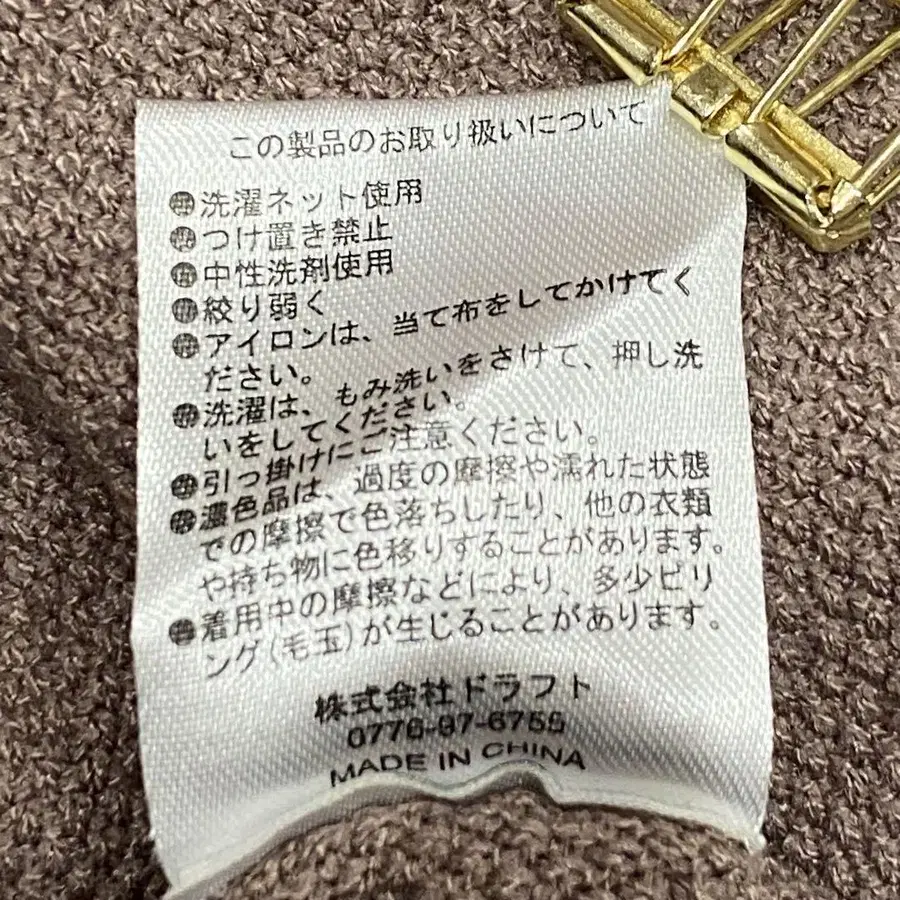 この製品のお取り扱いについて
●洗濯ネット使用
●つけ置き禁止
●中性洗剤使用
●絞り弱く
●アイロンは、当て布をしてかけてく
ださい。
●洗濯は、もみ洗いをさけて、押し洗
いをしてください。
●引っ掛けにご注意ください。
●濃色品は、過度の摩擦や濡れた状態
での摩擦で色落ちしたり、他の衣類
や持ち物に色移りすることがあります。
●着用中の摩擦などにより、多少ピリ
ング(毛玉)が生じることがあります。
株式会社ドラフト
0776-97-6755
MADE IN CHINA